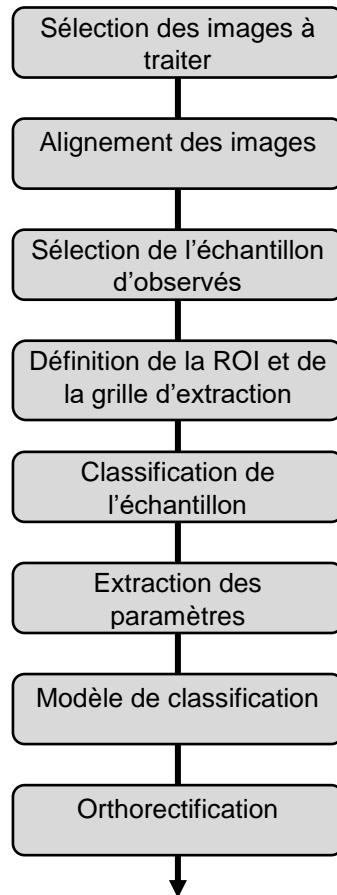 Sélection des images à
traiter
Alignement des images
Sélection de l’échantillon
d’observés
Définition de la ROI et de
la grille d’extraction
Classification de
l’échantillon
Extraction des
paramètres
Modèle de classification
Orthorectification